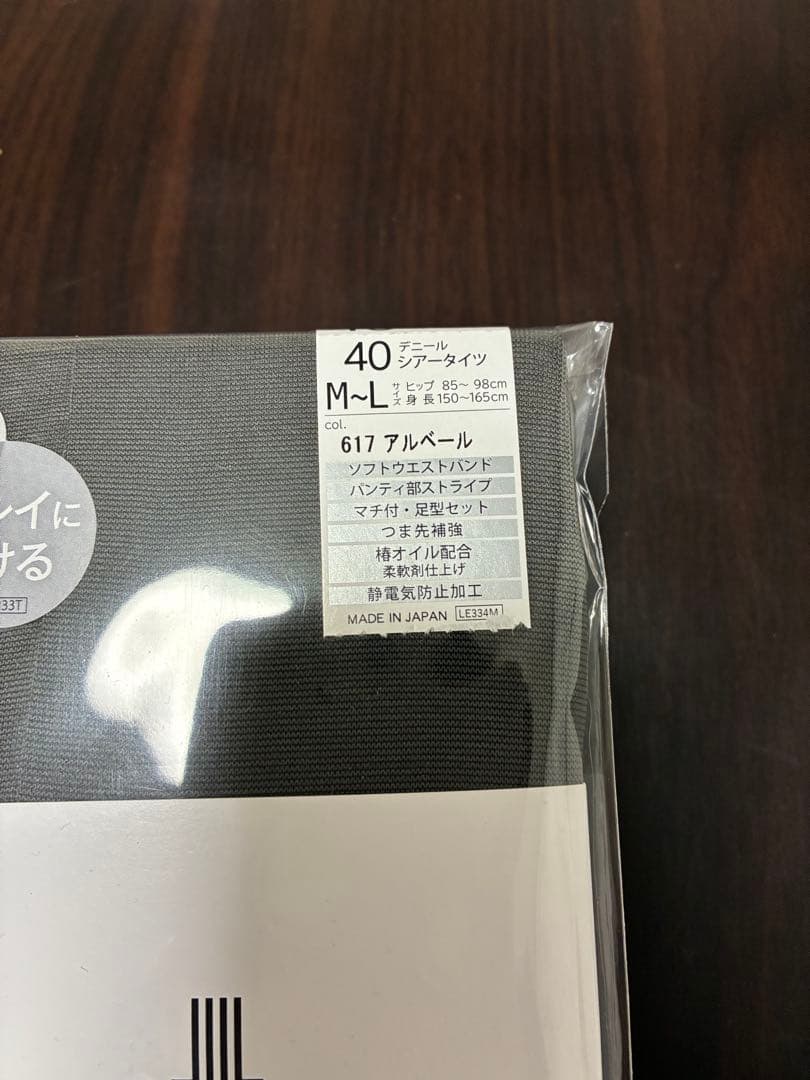 40 デニール シアータイツ
M~L サイズ ヒップ 85~98cm 身長150~165cm
col.
617 アルベール
ソフトウエストバンド
パンティ部ストライプ
マチ付・足型セット
つま先補強
椿オイル配合
柔軟剤仕上げ
静電気防止加工
MADE IN JAPAN LE334M
イに
ける
33T